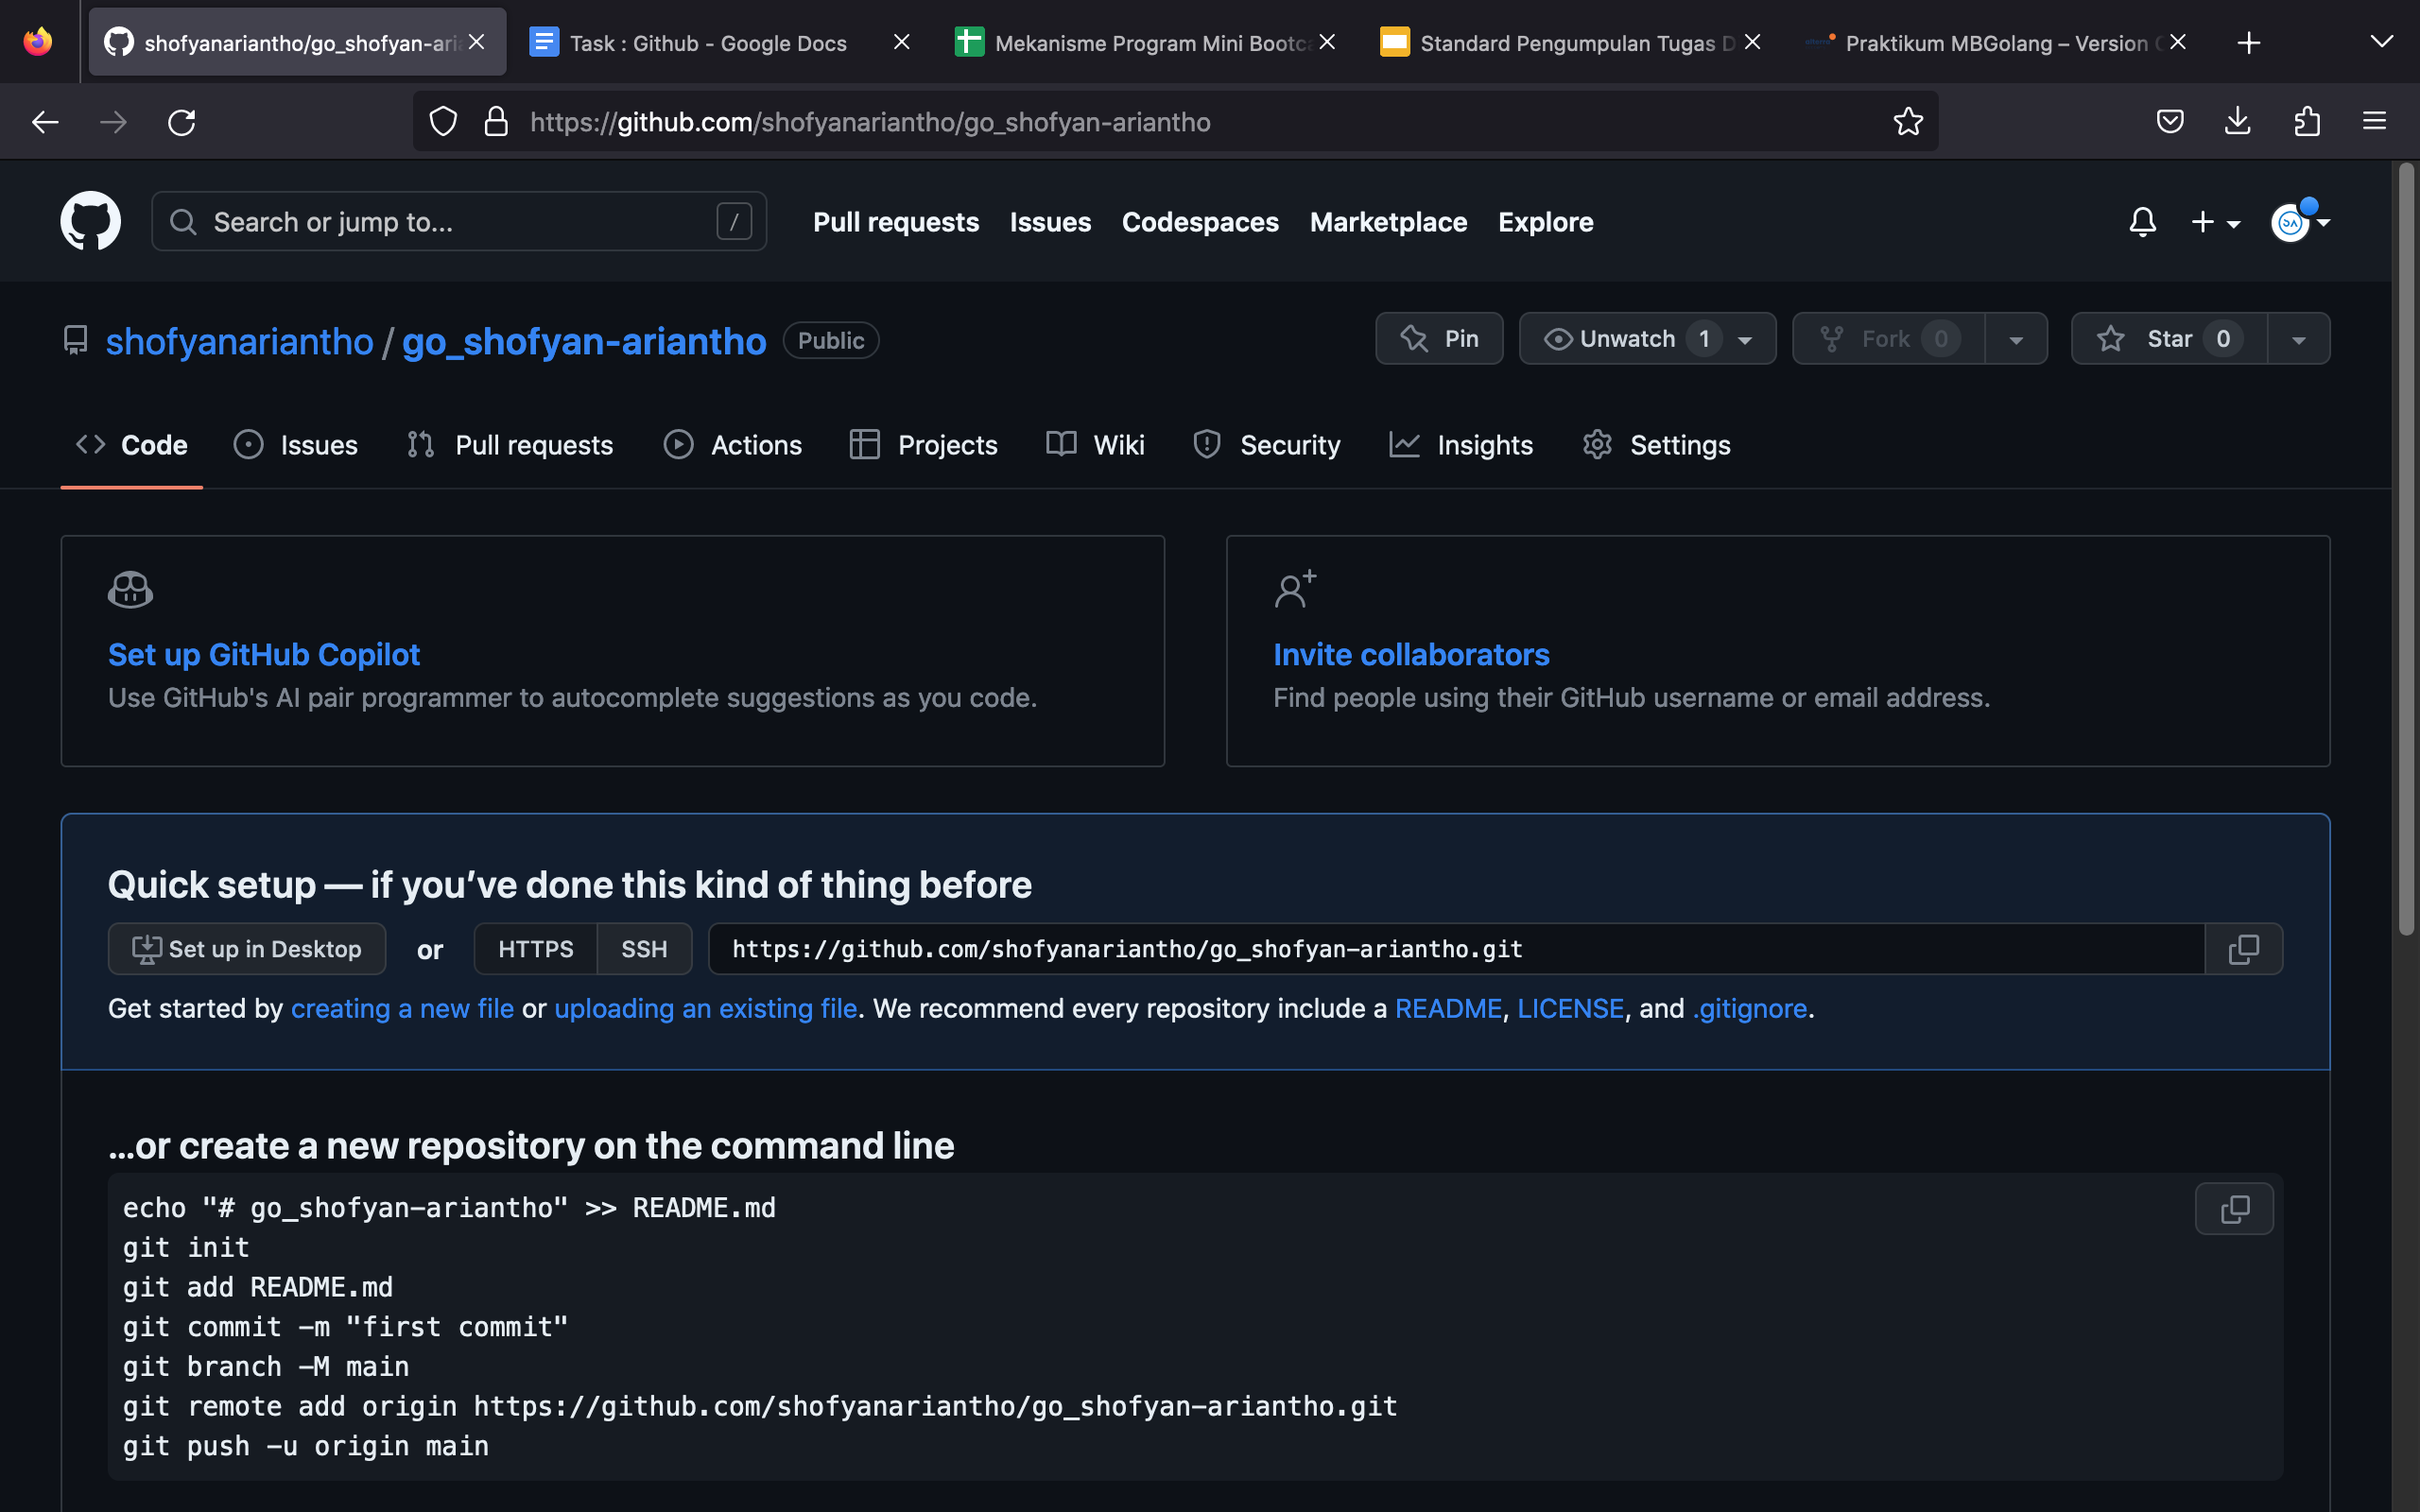 shofyanariantho/go_shofyan-ari
Task : Github - Google Docs
Mekanisme Program Mini Bootc
Standard Pengumpulan Tugas D
Praktikum MBGolang – Version
https://github.com/shofyanariantho/go_shofyan-ariantho
Search or jump to...
/
Pull requests
Issues
Codespaces
Marketplace
Explore
shofyanariantho / go_shofyan-ariantho
Public
Pin
Unwatch 1
Fork 0
Star 0
Code
Issues
Pull requests
Actions
Projects
Wiki
Security
Insights
Settings
Set up GitHub Copilot
Use GitHub's AI pair programmer to autocomplete suggestions as you code.
Invite collaborators
Find people using their GitHub username or email address.
Quick setup — if you’ve done this kind of thing before
Set up in Desktop
or
HTTPS
SSH
https://github.com/shofyanariantho/go_shofyan-ariantho.git
Get started by creating a new file or uploading an existing file. We recommend every repository include a README, LICENSE, and .gitignore.
…or create a new repository on the command line
echo "# go_shofyan-ariantho" >> README.md
git init
git add README.md
git commit -m "first commit"
git branch -M main
git remote add origin https://github.com/shofyanariantho/go_shofyan-ariantho.git
git push -u origin main